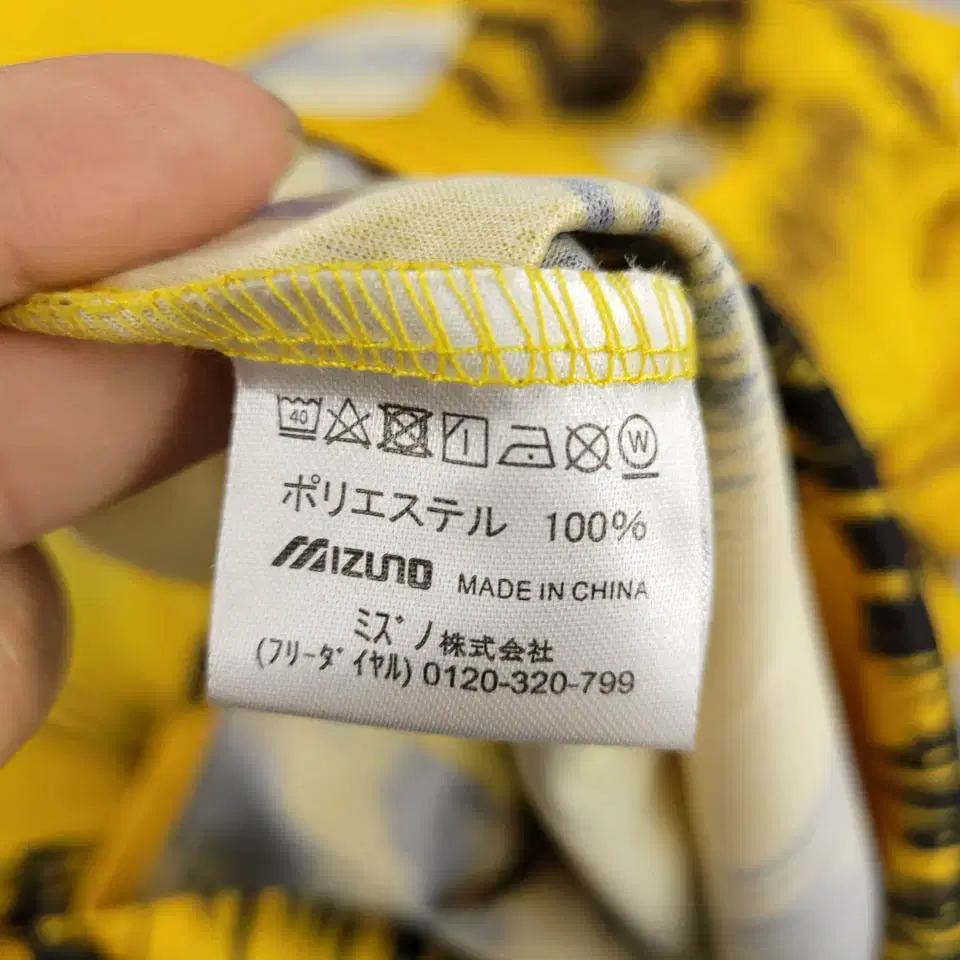 40 W
ポリエステル 100%
MIZUNO MADE IN CHINA
ミズノ株式会社
(フリーダイヤル) 0120-320-799